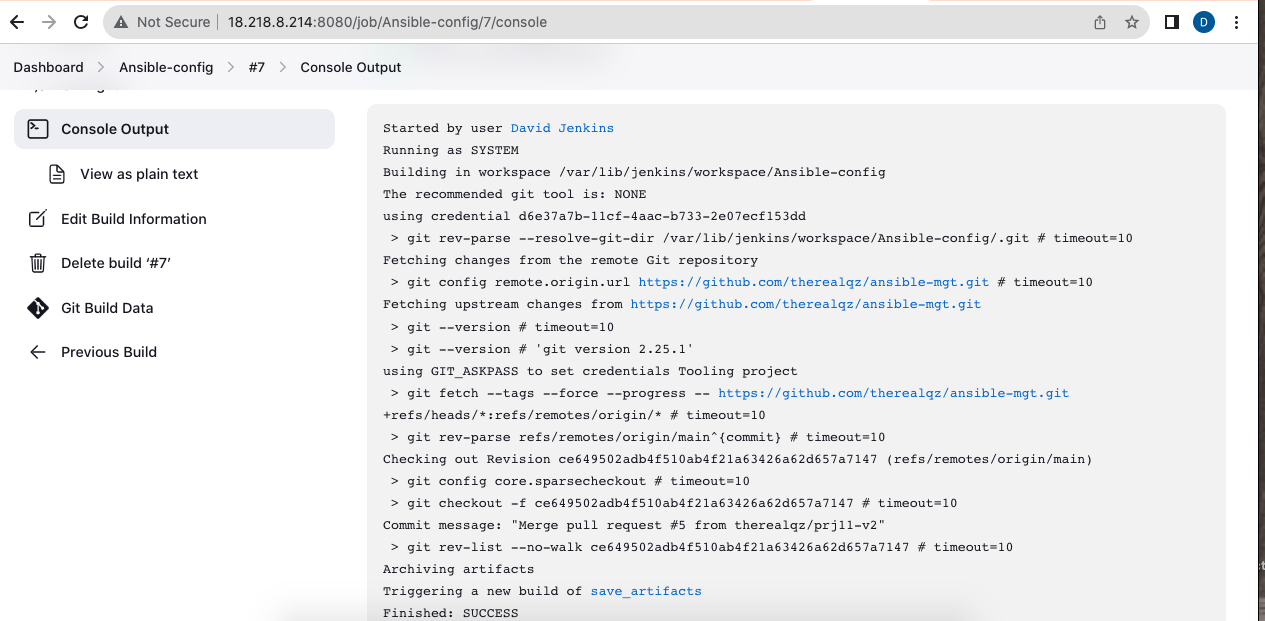 Not Secure | 18.218.8.214:8080/job/Ansible-config/7/console
D
Dashboard > Ansible-config > #7 > Console Output
Console Output
View as plain text
Edit Build Information
Delete build ‘#7’
Git Build Data
Previous Build
Started by user David Jenkins
Running as SYSTEM
Building in workspace /var/lib/jenkins/workspace/Ansible-config
The recommended git tool is: NONE
using credential d6e37a7b-11cf-4aac-b733-2e07ecf153dd
> git rev-parse --resolve-git-dir /var/lib/jenkins/workspace/Ansible-config/.git # timeout=10
Fetching changes from the remote Git repository
> git config remote.origin.url https://github.com/therealqz/ansible-mgt.git # timeout=10
Fetching upstream changes from https://github.com/therealqz/ansible-mgt.git
> git --version # timeout=10
> git --version # 'git version 2.25.1'
using GIT_ASKPASS to set credentials Tooling project
> git fetch --tags --force --progress -- https://github.com/therealqz/ansible-mgt.git
+refs/heads/*:refs/remotes/origin/* # timeout=10
> git rev-parse refs/remotes/origin/main^{commit} # timeout=10
Checking out Revision ce649502adb4f510ab4f21a63426a62d657a7147 (refs/remotes/origin/main)
> git config core.sparsecheckout # timeout=10
> git checkout -f ce649502adb4f510ab4f21a63426a62d657a7147 # timeout=10
Commit message: "Merge pull request #5 from therealqz/prj11-v2"
> git rev-list --no-walk ce649502adb4f510ab4f21a63426a62d657a7147 # timeout=10
Archiving artifacts
Triggering a new build of save_artifacts
Finished: SUCCESS